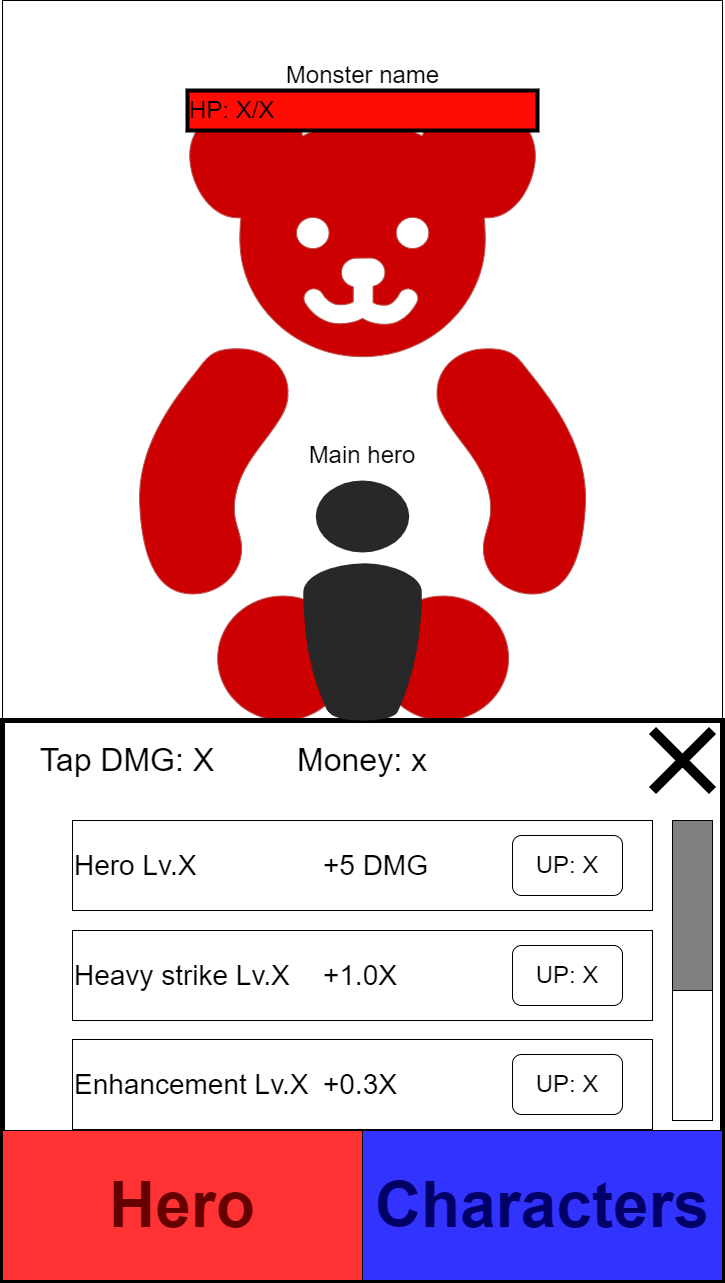 Monster name
HP: X/X
Main hero
Tap DMG: X Money: x
Hero Lv.X +5 DMG UP: X
Heavy strike Lv.X +1.0X UP: X
Enhancement Lv.X +0.3X UP: X
Hero Characters